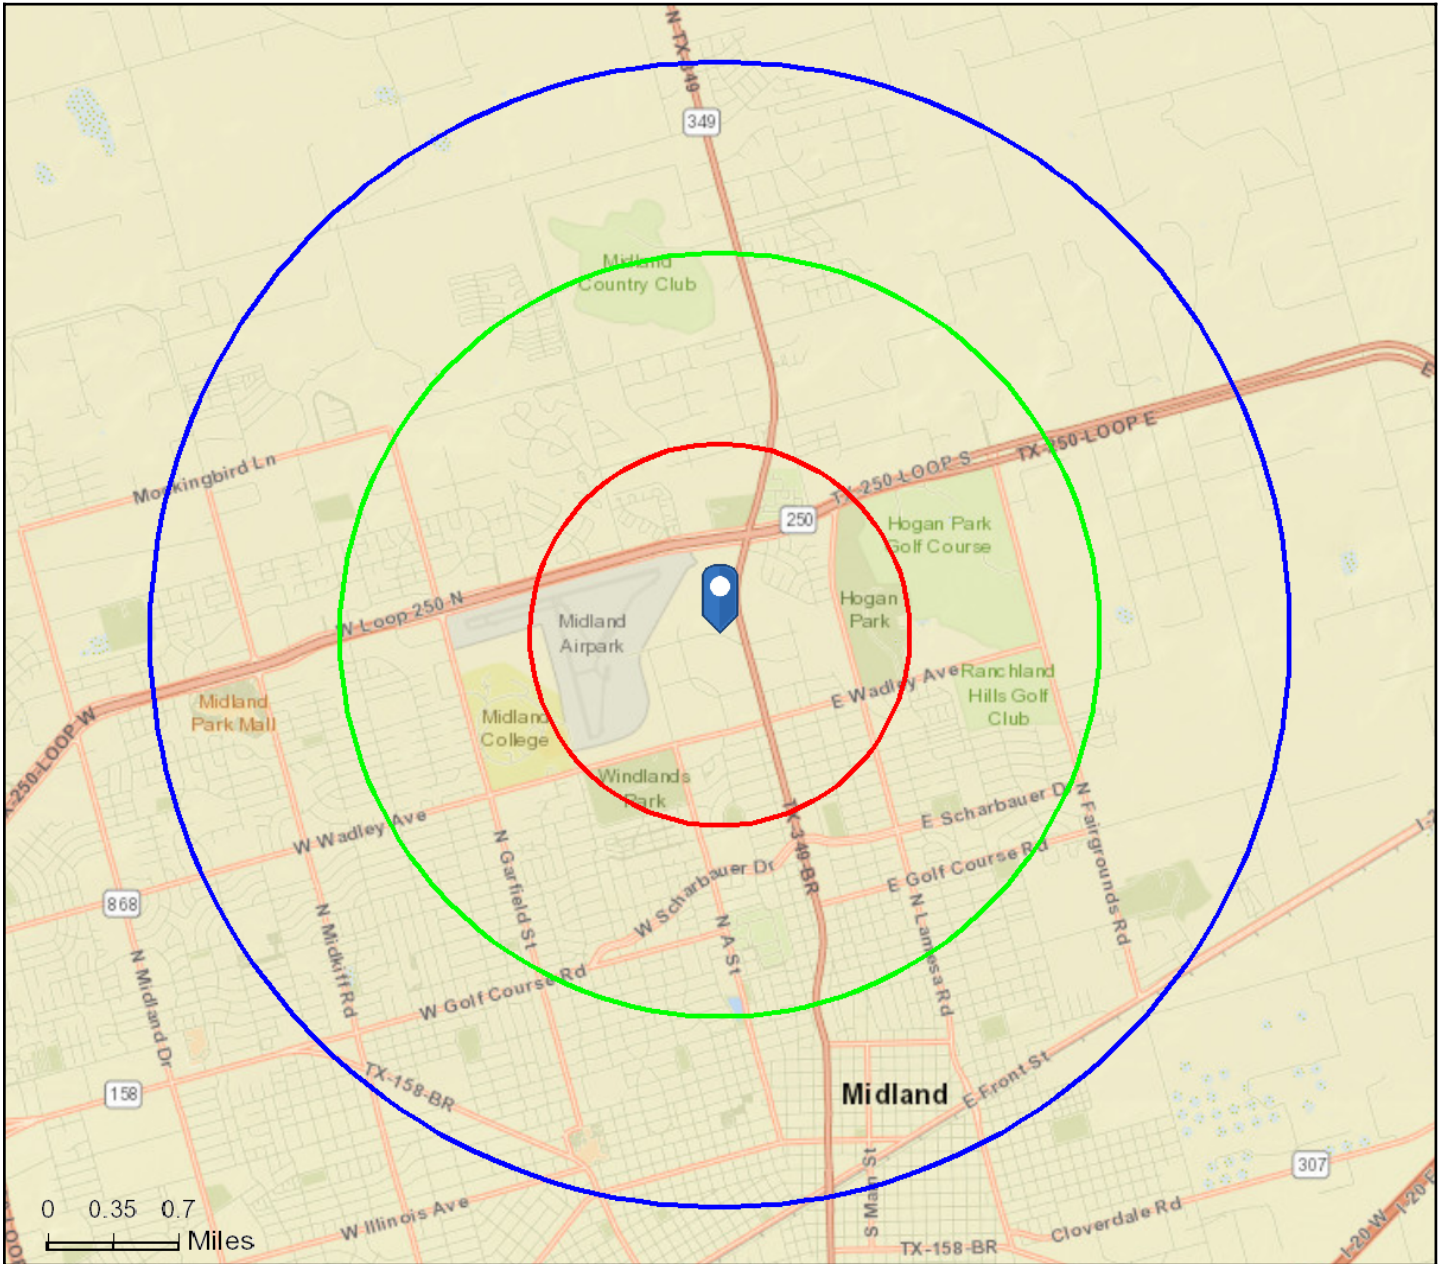 N TX-349
349
Midland
Country Club
Mockingbird Ln
TX-250-LOOP E
TX-250-LOOP S
250
Hogan Park
Golf Course
W Loop 250 N
Hogan
Park
Midland
Airpark
Ranchland
Hills Golf
Club
E Wadley Ave
Midland
Park Mall
Midland
College
X-250-LOOP W
Windlands
Park
E Scharbauer Dr
N Fairgrounds Rd
TX-349-BR
W Wadley Ave
N Garfield St
E Golf Course Rd
W Scharbauer Dr
868
N Midkiff Rd
N A St
N Lamesa Rd
N Midland Dr
W Golf Course Rd
158
TX-158-BR
Midland
E Front St
307
S Main St
W Illinois Ave
Cloverdale Rd
TX-158-BR
I-20 W
I-20 E
0 0.35 0.7
Miles